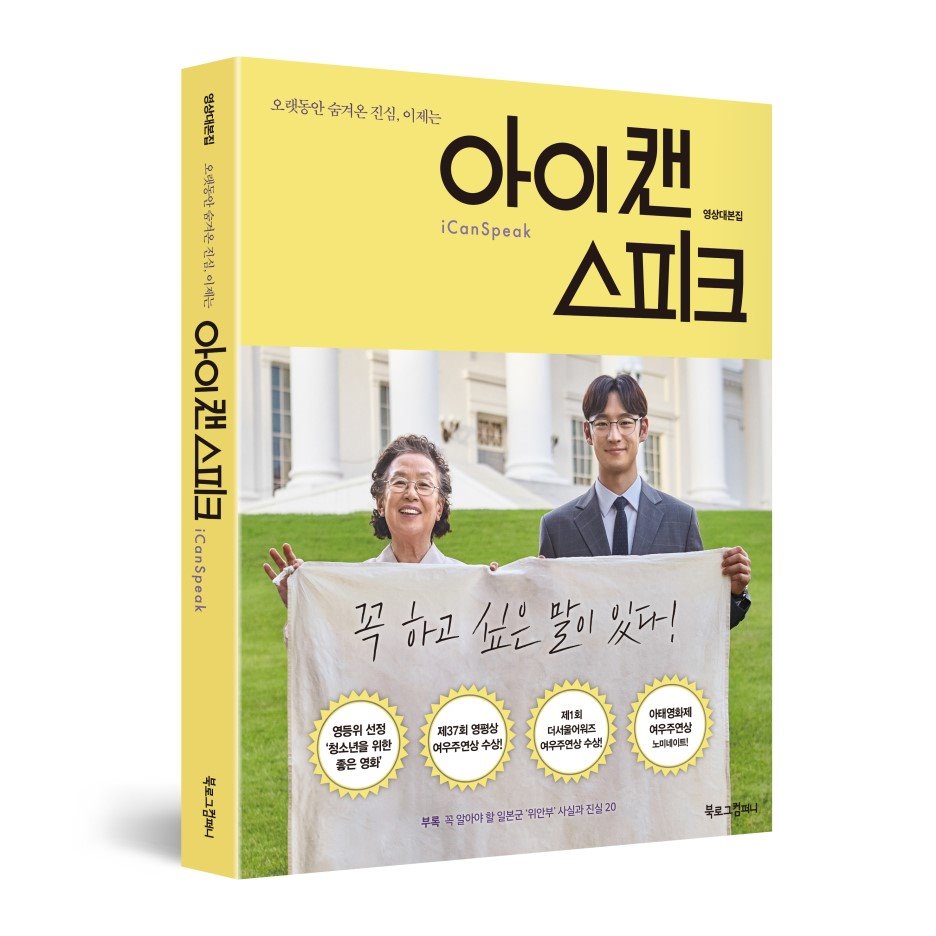 영상대본집
오랫동안 숨겨온 진심, 이제는
아이 캔 스피크
iCanSpeak
북로그컴퍼니
오랫동안 숨겨온 진심, 이제는
아이 캔
영상대본집
iCanSpeak
스피크
꼭 하고 싶은 말이 있다!
영등위 선정
‘청소년을 위한
좋은 영화’
제37회 영평상
여우주연상 수상!
제1회
더서울어워즈
여우주연상 수상!
아태영화제
여우주연상
노미네이트!
부록 꼭 알아야 할 일본군 ‘위안부’ 사실과 진실 20
북로그컴퍼니